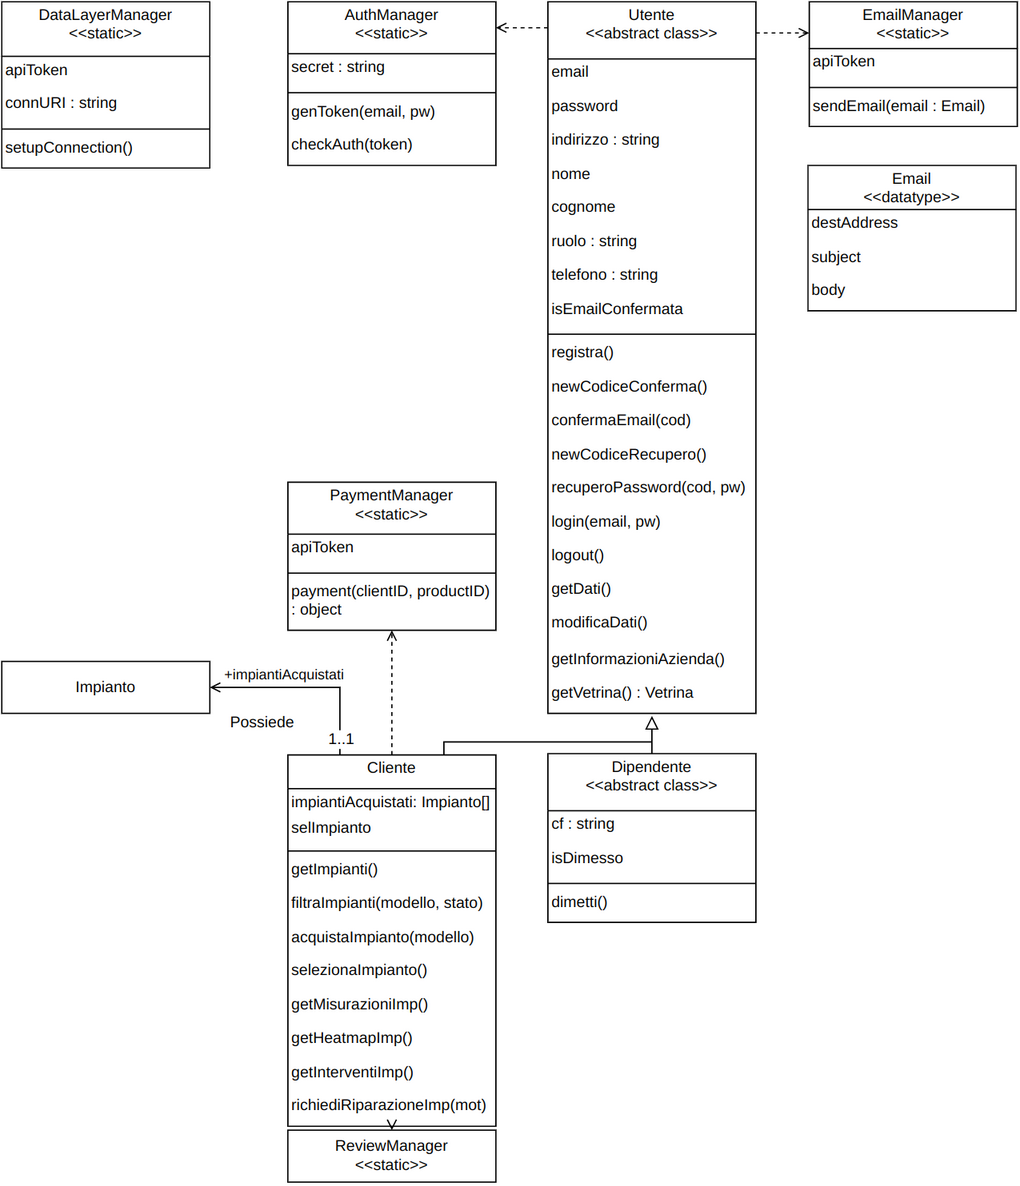 DataLayerManager
<<static>>
apiToken
connURI : string
setupConnection()
AuthManager
<<static>>
secret : string
genToken(email, pw)
checkAuth(token)
Utente
<<abstract class>>
email
password
indirizzo : string
nome
cognome
ruolo : string
telefono : string
isEmailConfermata
registra()
newCodiceConferma()
confermaEmail(cod)
newCodiceRecupero()
recuperoPassword(cod, pw)
login(email, pw)
logout()
getDati()
modificaDati()
getInformazioniAzienda()
getVetrina() : Vetrina
EmailManager
<<static>>
apiToken
sendEmail(email : Email)
Email
<<datatype>>
destAddress
subject
body
PaymentManager
<<static>>
apiToken
payment(clientID, productID)
: object
Impianto
+impiantiAcquistati
Possiede
1..1
Cliente
impiantiAcquistati: Impianto[]
selImpianto
getImpianti()
filtraImpianti(modello, stato)
acquistaImpianto(modello)
selezionaImpianto()
getMisurazioniImp()
getHeatmapImp()
getInterventiImp()
richiediRiparazioneImp(mot)
Dipendente
<<abstract class>>
cf : string
isDimesso
dimetti()
ReviewManager
<<static>>